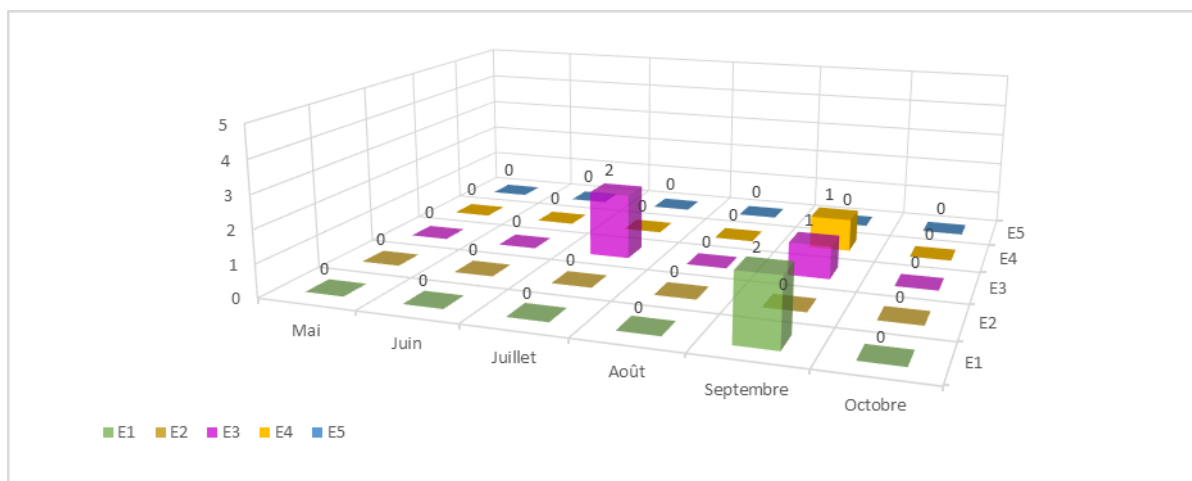 5
4
3
2
1
0
0 0 0 0 0 0
0 0 0 0 1 0
0 0 2 0 1 0
0 0 0 0 0 0
0 0 0 0 2 0
Mai
Juin
Juillet
Août
Septembre
Octobre
E5
E4
E3
E2
E1
E1 E2 E3 E4 E5